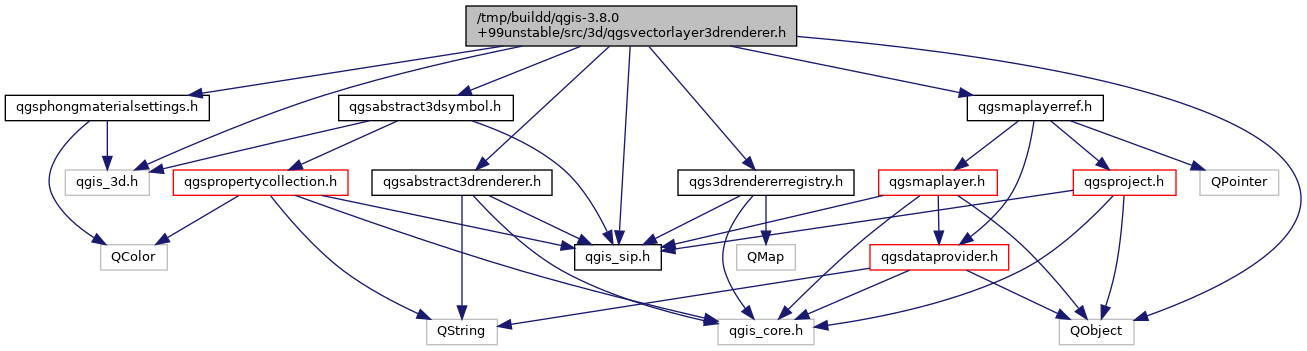 /tmp/buildd/qgis-3.8.0
+99unstable/src/3d/qgsvectorlayer3drenderer.h
qgsphongmaterialsettings.h
qgsabstract3dsymbol.h
qgsmaplayerref.h
qgis_3d.h
qgspropertycollection.h
qgsabstract3drenderer.h
qgs3drendererregistry.h
qgsmaplayer.h
qgsproject.h
QPointer
QColor
qgis_sip.h
QMap
qgsdataprovider.h
QString
qgis_core.h
QObject